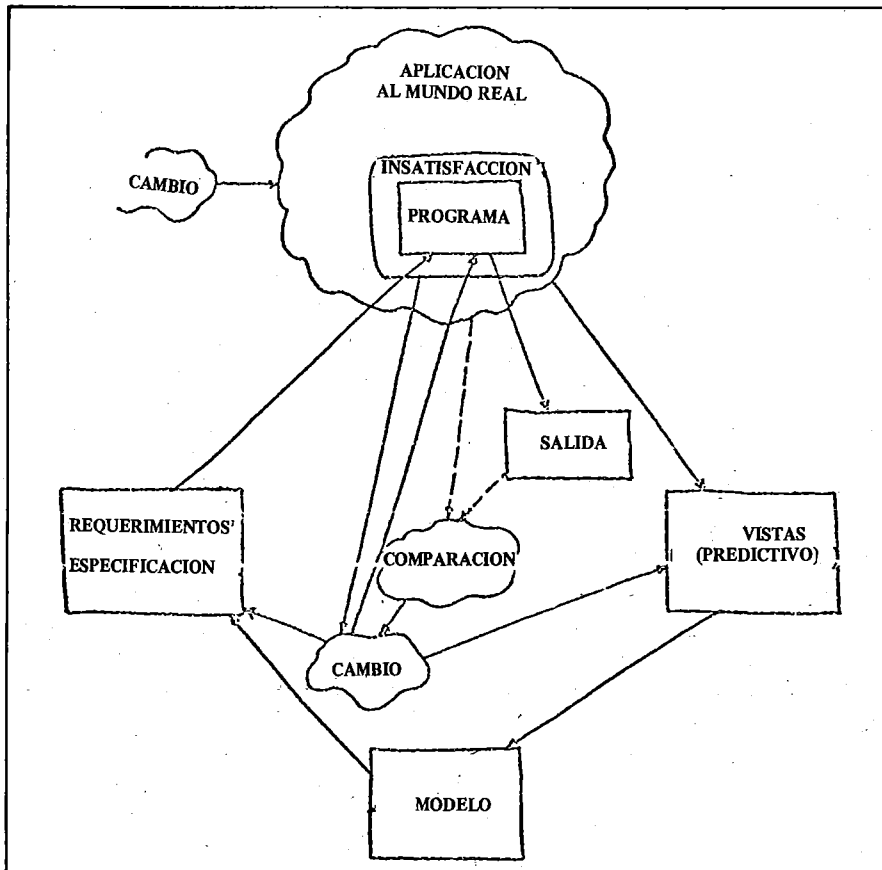 APLICACION
AL MUNDO REAL
INSATISFACCION
CAMBIO
PROGRAMA
SALIDA
REQUERIMIENTOS'
ESPECIFICACION
VISTAS
(PREDICTIVO)
COMPARACION
CAMBIO
MODELO